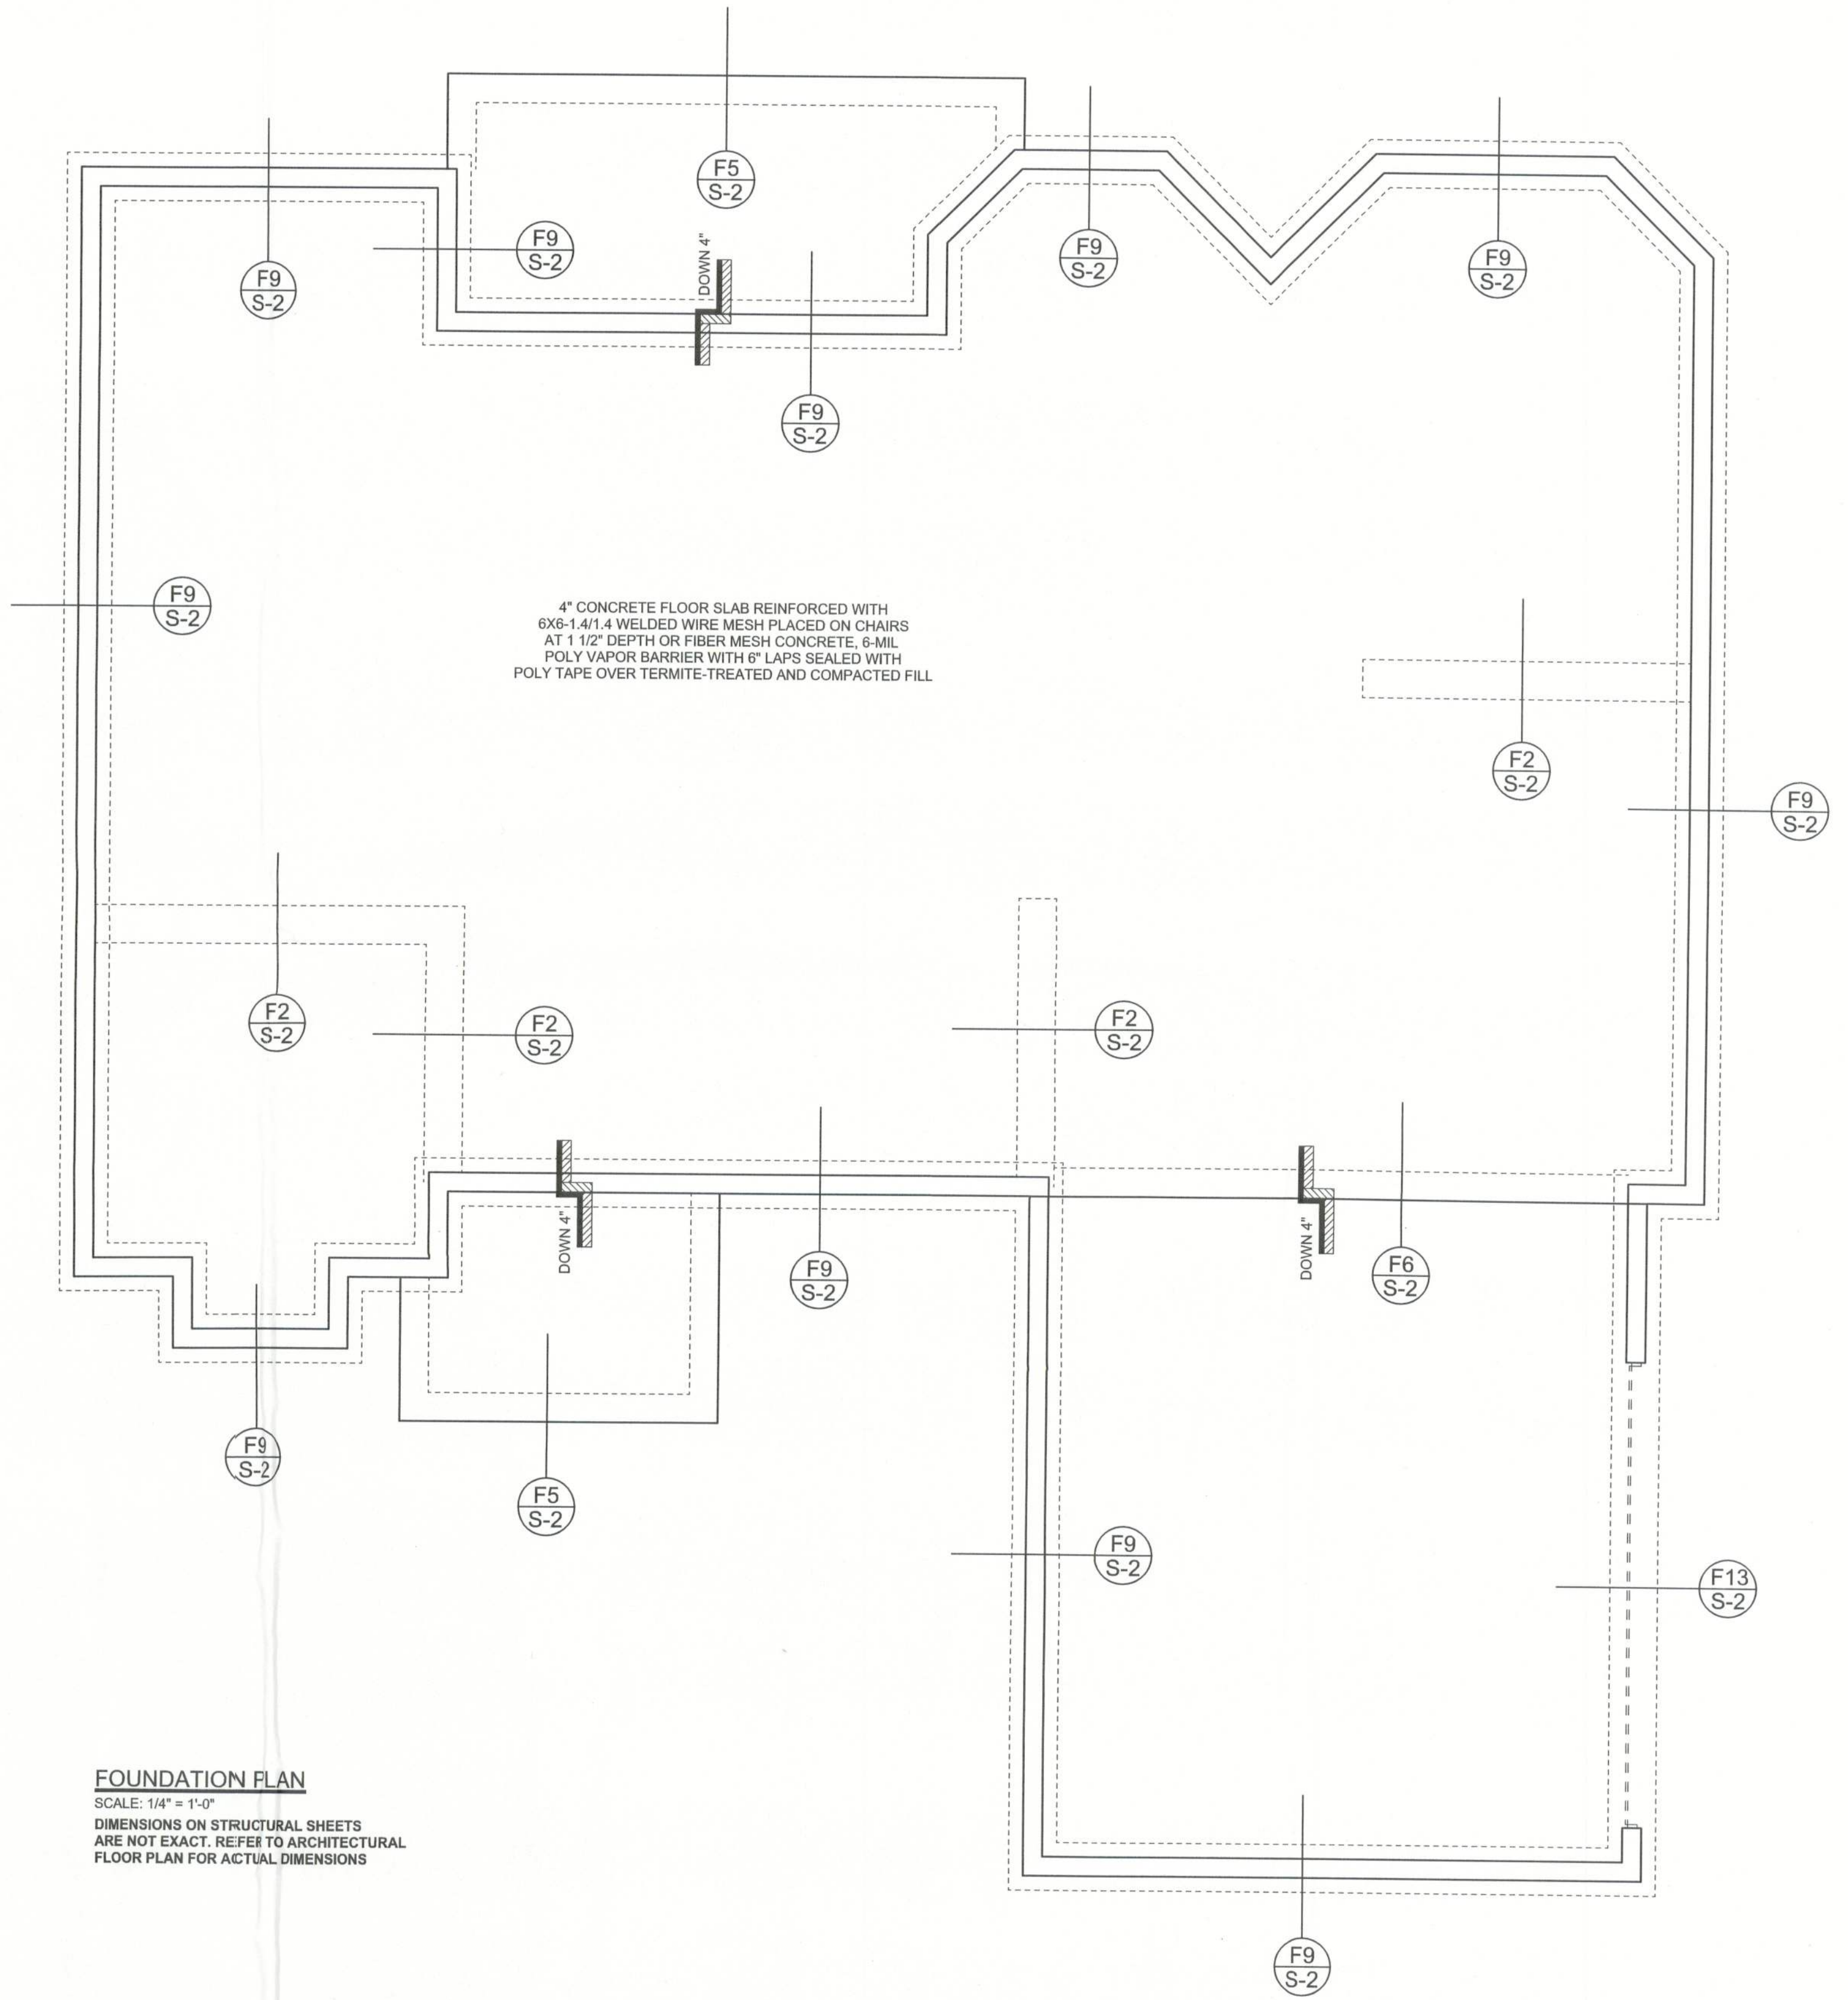 F5
S-2
F9
S-2
F9
S-2
F9
S-2
F9
S-2
DOWN 4"
F9
S-2
F9
S-2
4" CONCRETE FLOOR SLAB REINFORCED WITH
6X6-1.4/1.4 WELDED WIRE MESH PLACED ON CHAIRS
AT 1 1/2" DEPTH OR FIBER MESH CONCRETE, 6-MIL
POLY VAPOR BARRIER WITH 6" LAPS SEALED WITH
POLY TAPE OVER TERMITE-TREATED AND COMPACTED FILL
F2
S-2
F9
S-2
F2
S-2
F2
S-2
F2
S-2
DOWN 4"
F9
S-2
DOWN 4"
F6
S-2
F9
S-2
F5
S-2
F9
S-2
F13
S-2
FOUNDATION PLAN
SCALE: 1/4" = 1'-0"
DIMENSIONS ON STRUCTURAL SHEETS
ARE NOT EXACT. REFER TO ARCHITECTURAL
FLOOR PLAN FOR ACTUAL DIMENSIONS
F9
S-2